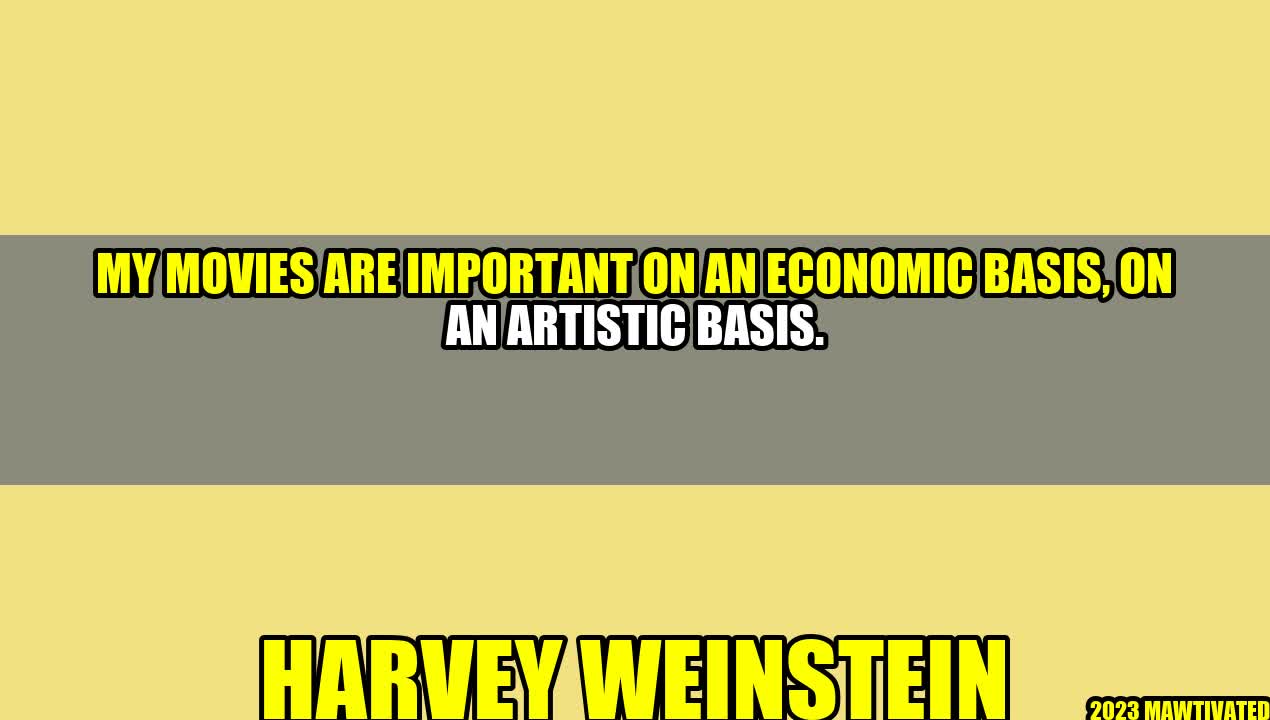 MY MOVIES ARE IMPORTANT ON AN ECONOMIC BASIS, ON
AN ARTISTIC BASIS.
HARVEY WEINSTEIN
2023 MAWTIVATED